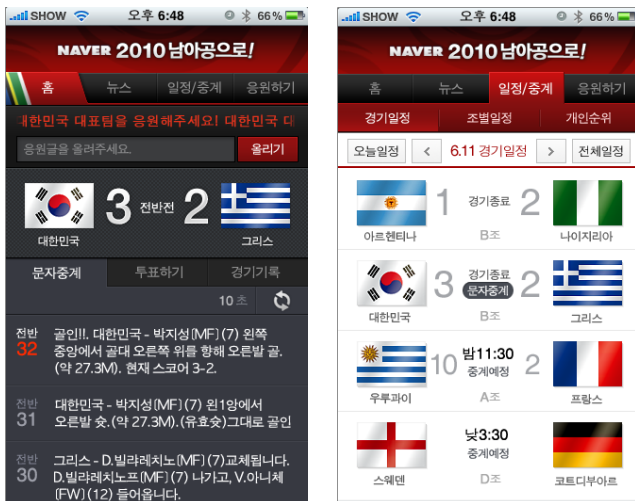 SHOW 오후 6:48 66%
NAVER 2010 남아공으로!
홈 뉴스 일정/중계 응원하기
대한민국 대표팀을 응원해주세요! 대한민국 대
응원글을 올려주세요. 올리기
3 전반전 2
대한민국 그리스
문자중계 투표하기 경기기록
10 초
전반 32 골인!!. 대한민국 - 박지성(MF)(7) 왼쪽
중앙에서 골대 오른쪽 위를 향해 오른발 골.
(약 27.3M). 현재 스코어 3-2.
전반 31 대한민국 - 박지성(MF)(7) 왼1앙에서
오른발 슛.(약 27.3M).(유효슛)그대로 골인
전반 30 그리스 - D.빌랴레치노(MF)(7)교체됩니다.
D.빌랴레치노프(MF)(7) 나가고, V.아니체
(FW)(12) 들어옵니다.
SHOW 오후 6:48 66%
NAVER 2010 남아공으로!
홈 뉴스 일정/중계 응원하기
경기일정 조별일정 개인순위
오늘일정 < 6.11 경기일정 > 전체일정
1 경기종료 2
아르헨티나 B조 나이지리아
3 경기종료 2
문자중계
대한민국 B조 그리스
10 밤11:30 2
중계예정
우루과이 A조 프랑스
낮3:30
중계예정
스웨덴 D조 코트디부아르